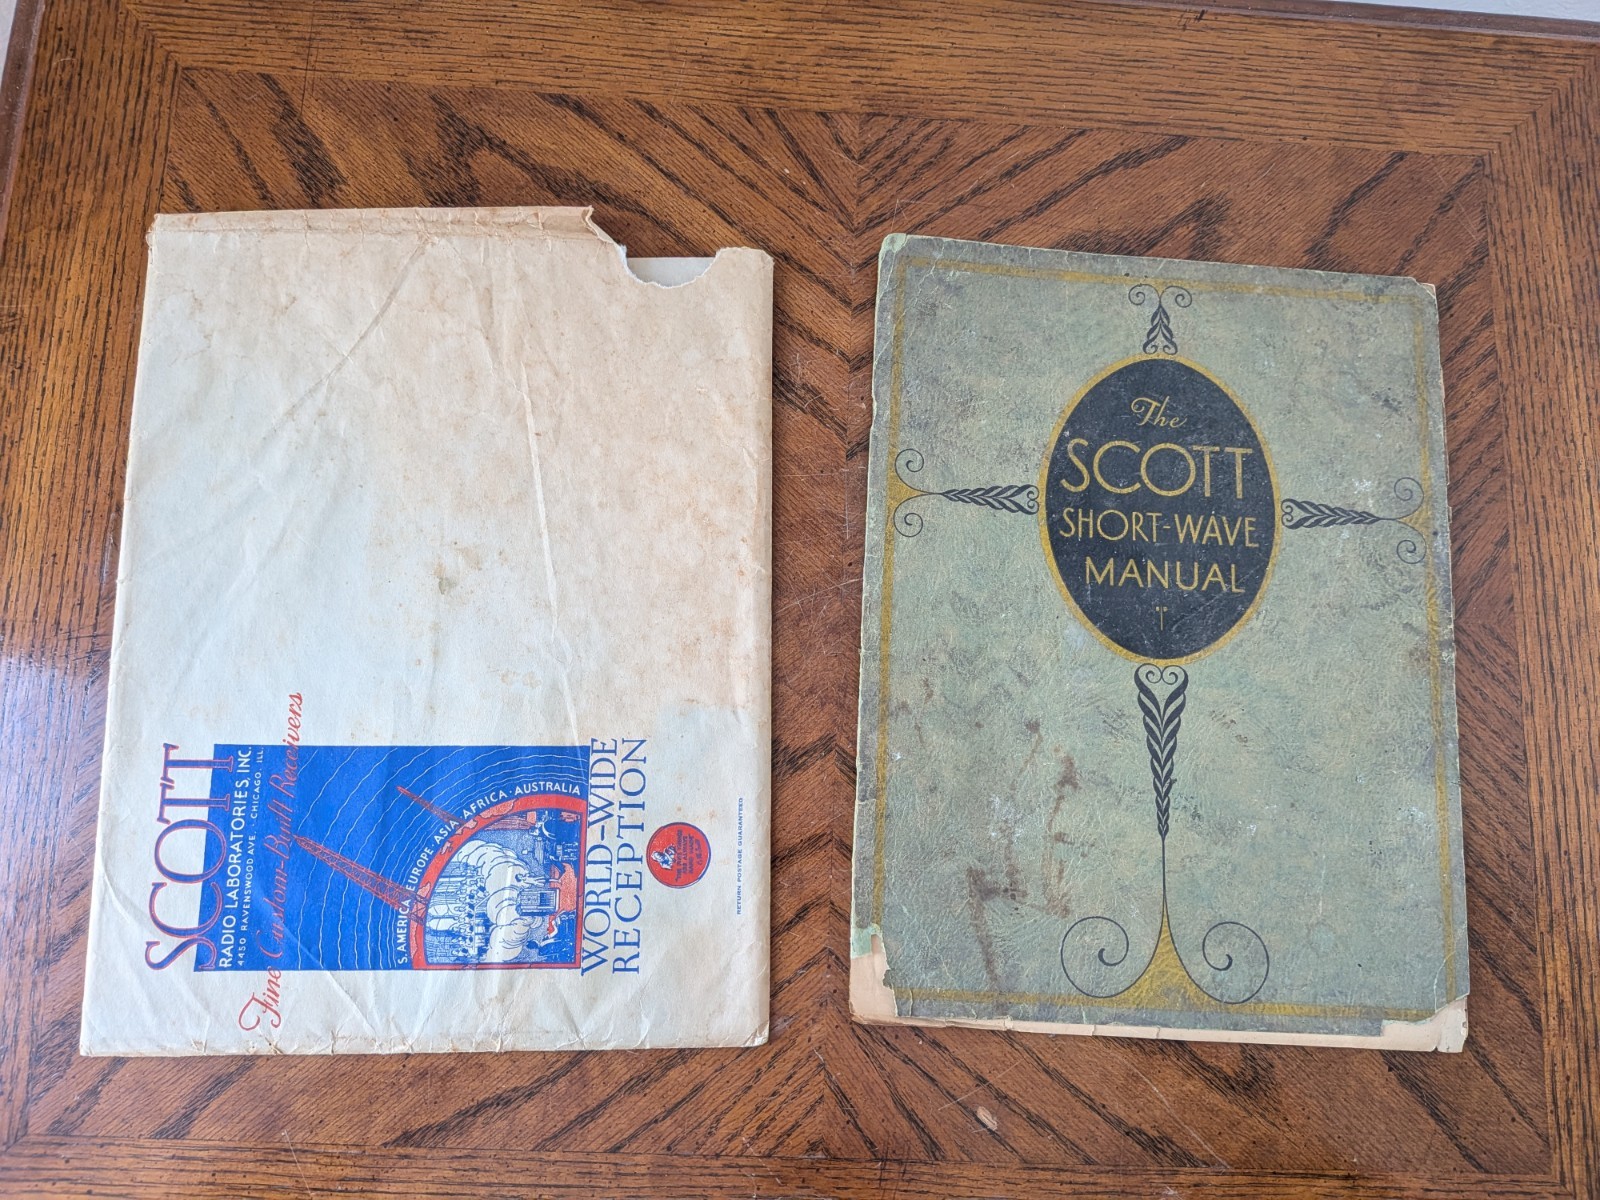 SCOTT
RADIO LABORATORIES, INC.
4450 RAVENSWOOD AVE. · CHICAGO, ILL.
Fine Custom-Built Receivers
S. AMERICA · EUROPE · ASIA · AFRICA · AUSTRALIA
WORLD-WIDE
RECEPTION
RETURN POSTAGE GUARANTEED
The
SCOTT
SHORT-WAVE
MANUAL